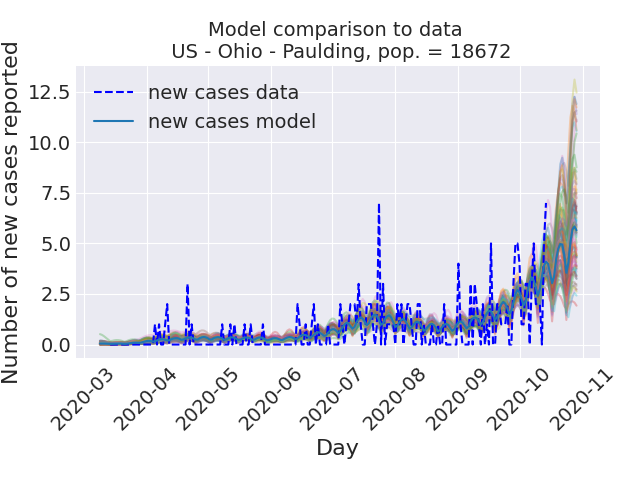 Model comparison to data
US - Ohio - Paulding, pop. = 18672
Number of new cases reported
12.5
10.0
7.5
5.0
2.5
0.0
new cases data
new cases model
2020-03
2020-04
2020-05
2020-06
2020-07
2020-08
2020-09
2020-10
2020-11
Day